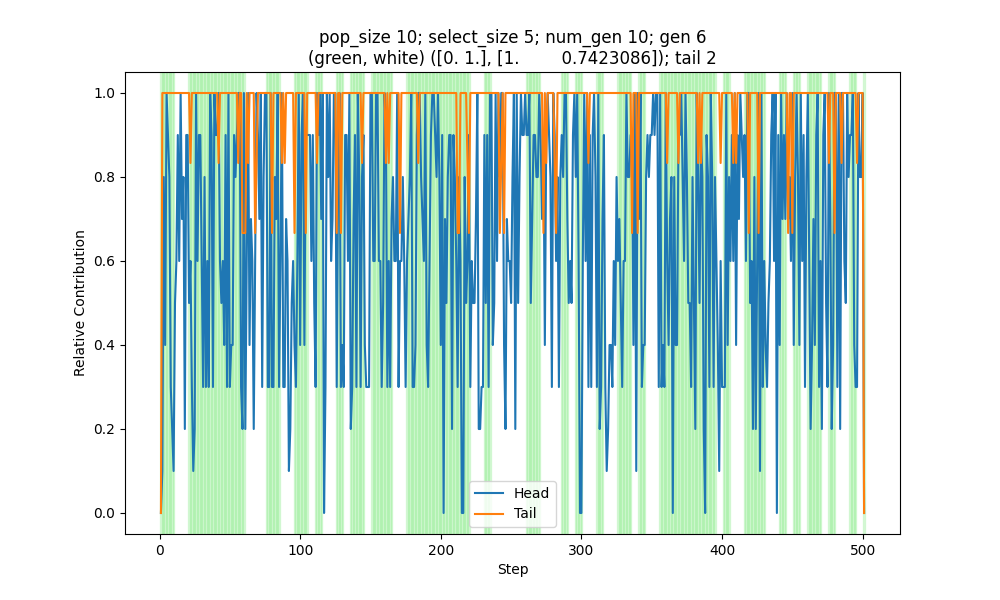 pop_size 10; select_size 5; num_gen 10; gen 6
(green, white) ([0. 1.], [1.         0.7423086]); tail 2
Relative Contribution
1.0
0.8
0.6
0.4
0.2
0.0
Head
Tail
0
100
200
300
400
500
Step